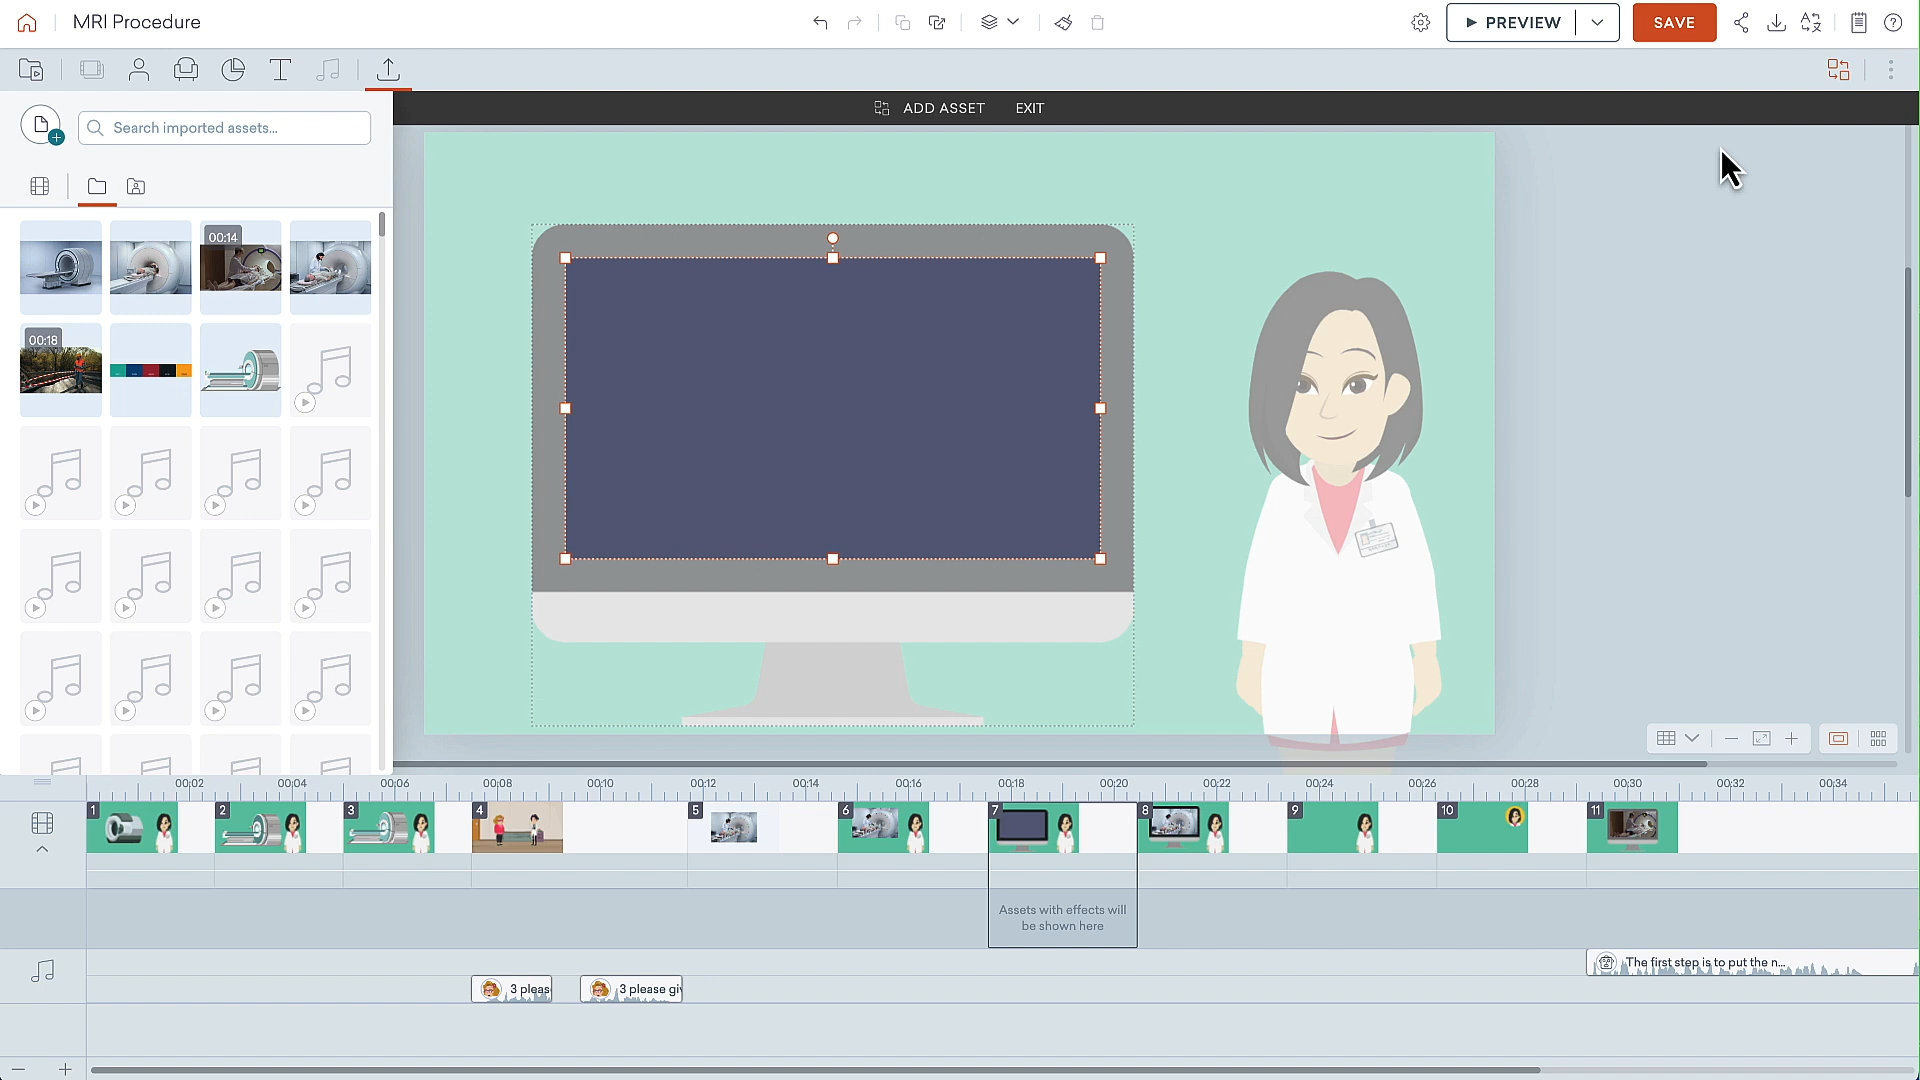 MRI Procedure
PREVIEW
SAVE
Search imported assets...
ADD ASSET
EXIT
00:14
00:18
00:02
00:04
00:06
00:08
00:10
00:12
00:14
00:16
00:18
00:20
00:22
00:24
00:26
00:28
00:30
00:32
00:34
1
2
3
4
5
6
7
8
9
10
11
Assets with effects will
be shown here
The first step is to put the n...
3 pleas
3 please giv